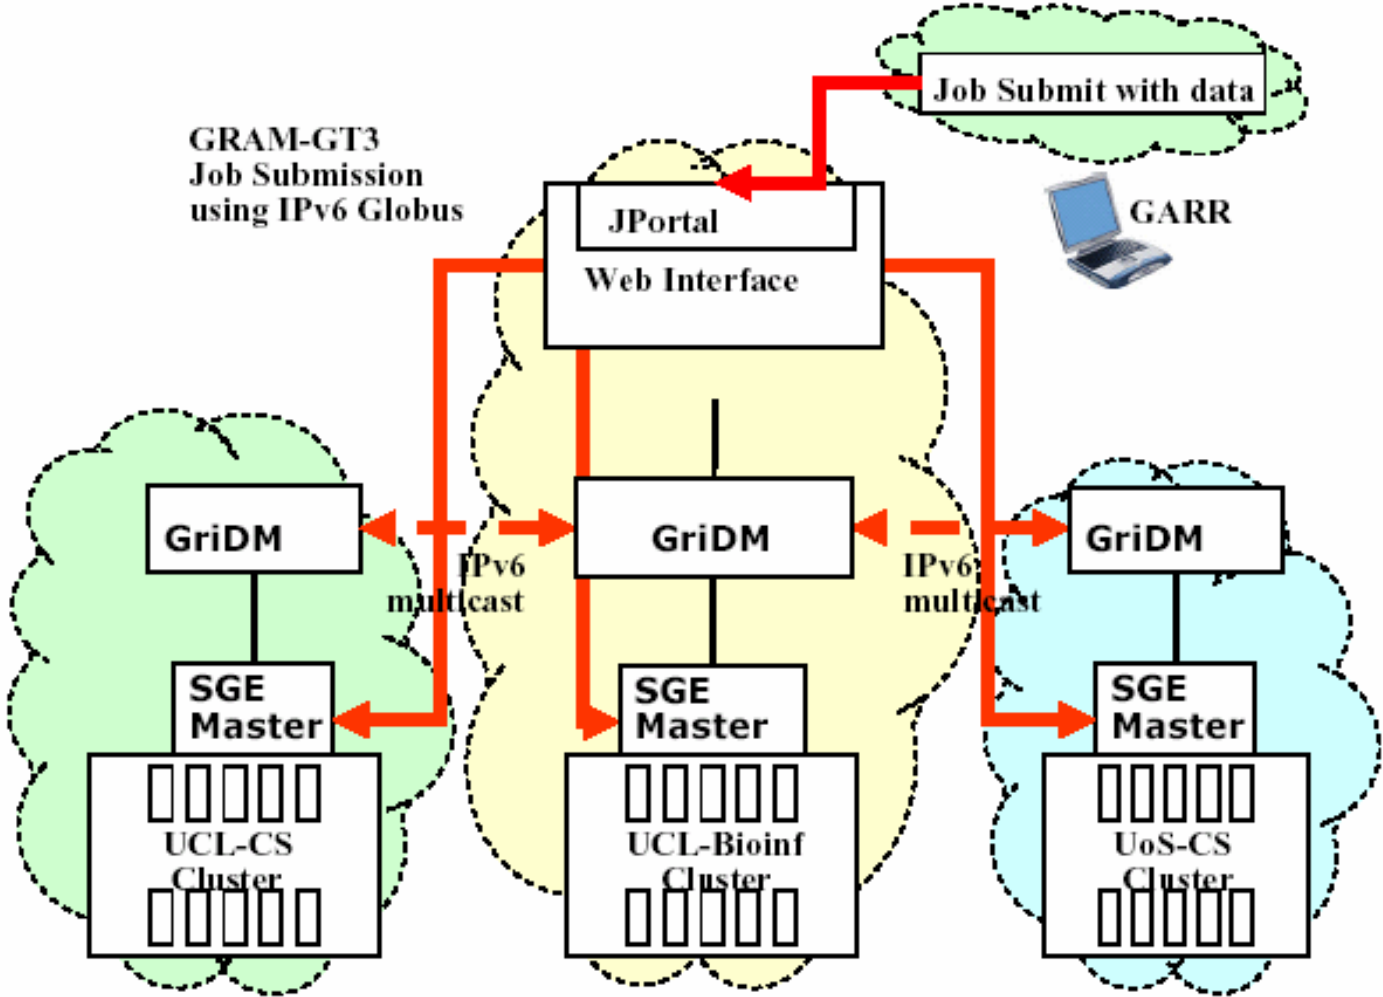 Job Submit with data
GRAM-GT3
Job Submission
using IPv6 Globus
GARR
JPortal
Web Interface
GriDM
GriDM
GriDM
IPv6
multicast
IPv6
multicast
SGE
Master
SGE
Master
SGE
Master
UCL-CS
Cluster
UCL-Bioinf
Cluster
UoS-CS
Cluster